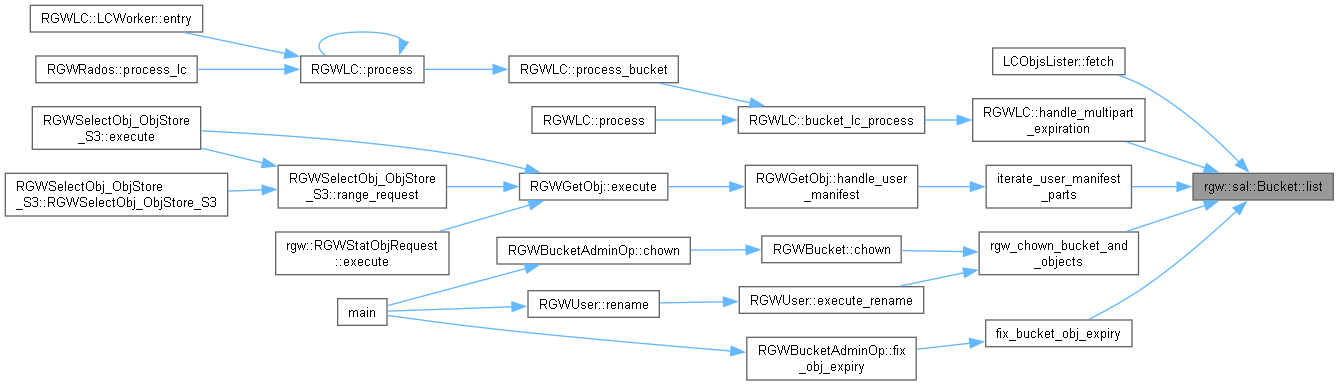 RGWLC::LCWorker::entry
RGWRados::process_lc
RGWLC::process
RGWLC::process_bucket
LCObjsLister::fetch
RGWSelectObj_ObjStore
_S3::execute
RGWLC::process
RGWLC::bucket_lc_process
RGWLC::handle_multipart
_expiration
RGWSelectObj_ObjStore
_S3::RGWSelectObj_ObjStore_S3
RGWSelectObj_ObjStore
_S3::range_request
RGWGetObj::execute
RGWGetObj::handle_user
_manifest
iterate_user_manifest
_parts
rgw::sal::Bucket::list
rgw::RGWStatObjRequest
::execute
RGWBucketAdminOp::chown
RGWBucket::chown
rgw_chown_bucket_and
_objects
main
RGWUser::rename
RGWUser::execute_rename
fix_bucket_obj_expiry
RGWBucketAdminOp::fix
_obj_expiry